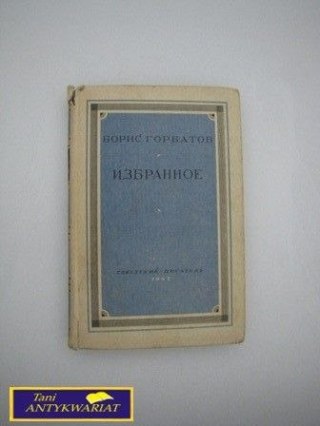 БОРИС ГОРБАТОВ
ИЗБРАННОЕ
СОВЕТСКИЙ ПИСАТЕЛЬ
Tani
ANTYKWARIAT